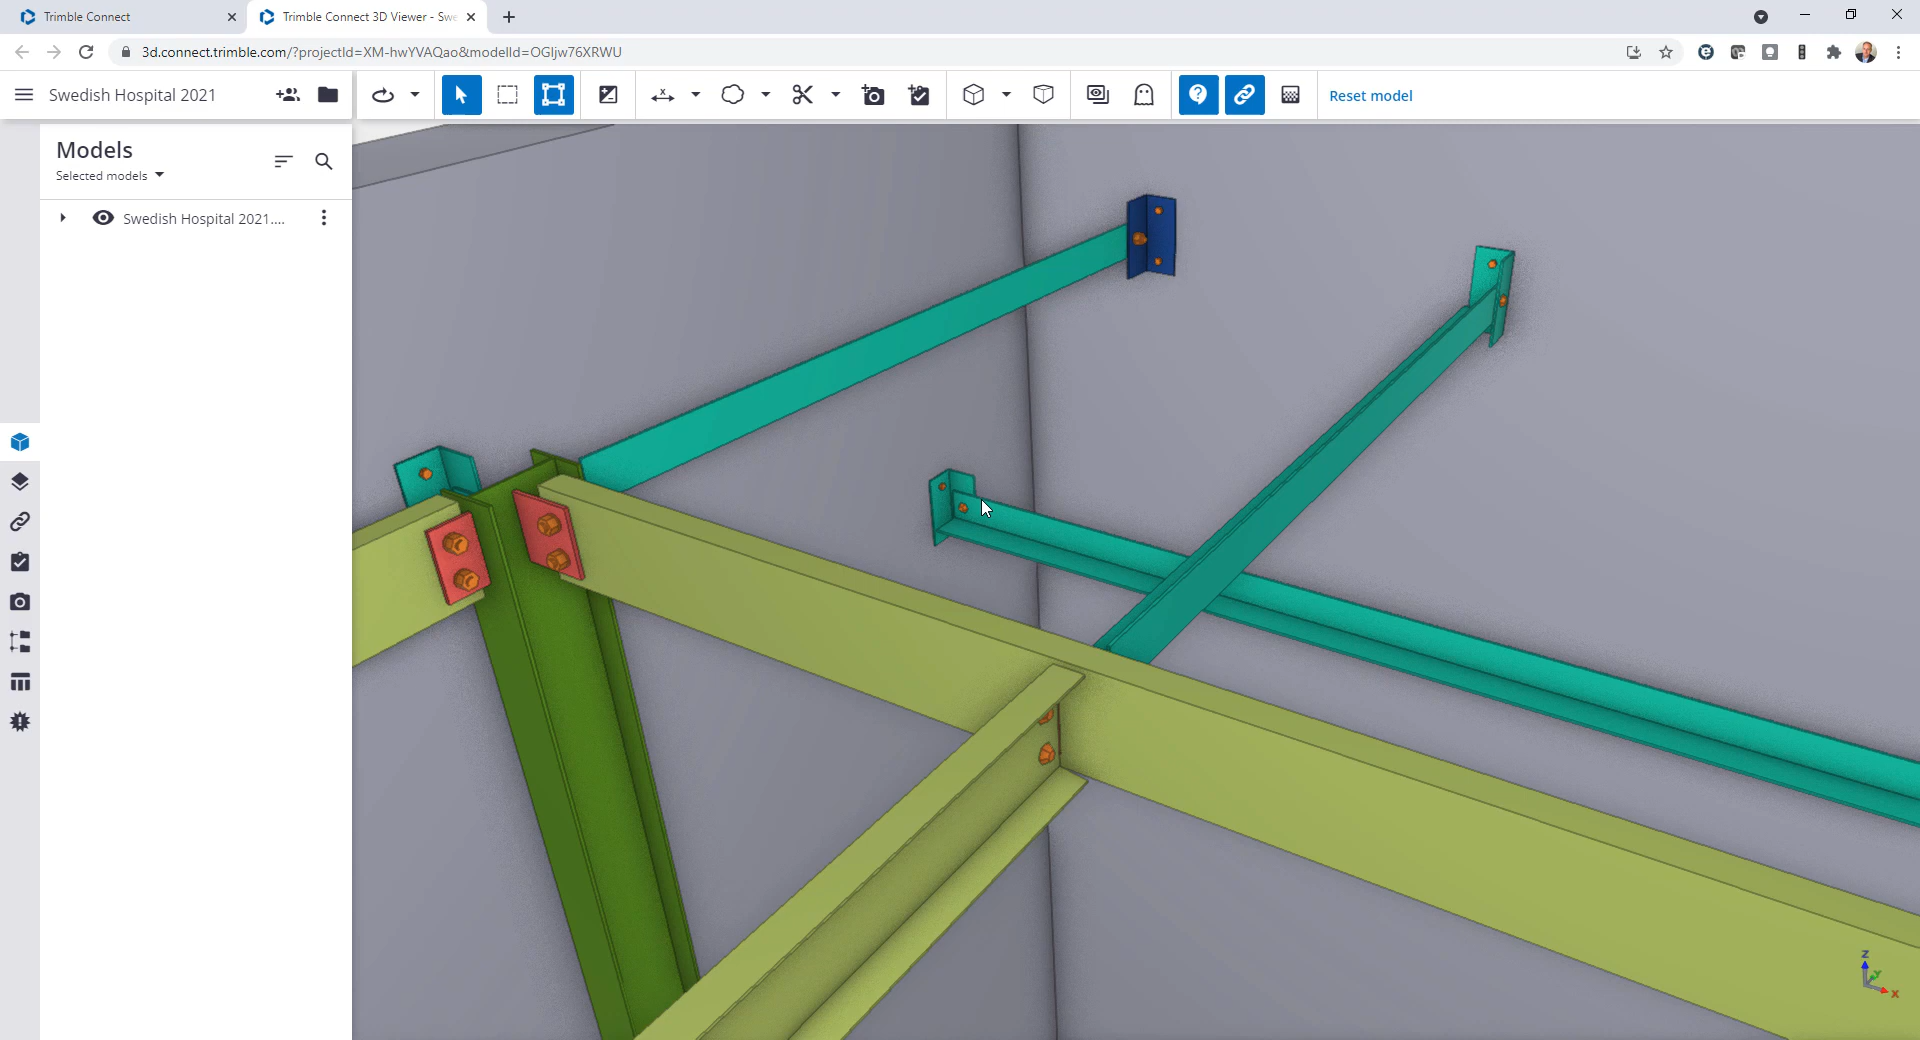 Trimble Connect
Trimble Connect 3D Viewer - Swe
3d.connect.trimble.com/?projectId=XM-hwYVAQao&modelId=OGIjw76XRWU
Swedish Hospital 2021
Reset model
Models
Selected models
Swedish Hospital 2021....
Z
Y
X